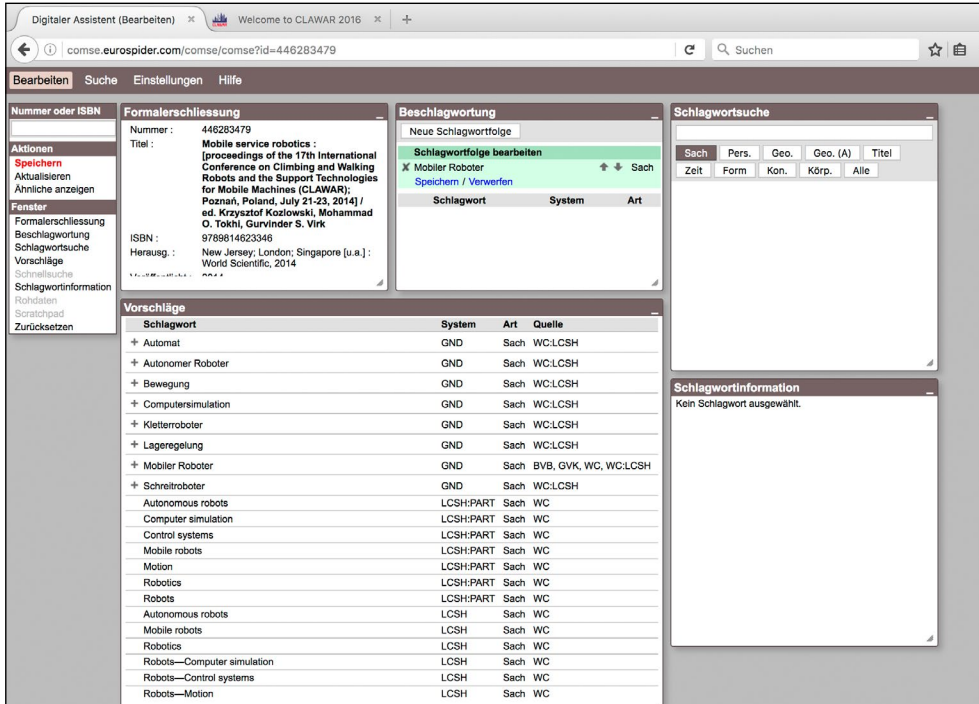 Digitaler Assistent (Bearbeiten) × Welcome to CLAWAR 2016 × +
comse.eurospider.com/comse/comse?id=446283479 Suchen
Bearbeiten Suche Einstellungen Hilfe
Nummer oder ISBN
Aktionen
Speichern
Aktualisieren
Ähnliche anzeigen
Fenster
Formalerschliessung
Beschlagwortung
Schlagwortsuche
Vorschläge
Schnellsuche
Schlagwortinformation
Rohdaten
Scratchpad
Zurücksetzen
Formalerschliessung
Nummer : 446283479
Titel : Mobile service robotics :
[proceedings of the 17th International
Conference on Climbing and Walking
Robots and the Support Technologies
for Mobile Machines (CLAWAR);
Poznań, Poland, July 21-23, 2014] /
ed. Krzysztof Kozlowski, Mohammad
O. Tokhi, Gurvinder S. Virk
ISBN : 9789814623346
Herausg. : New Jersey; London; Singapore [u.a.] :
World Scientific, 2014
Beschlagwortung
Neue Schlagwortfolge
Schlagwortfolge bearbeiten
Mobiler Roboter Sach
Speichern / Verwerfen
Schlagwort System Art
Schlagwortsuche
Sach Pers. Geo. Geo. (A) Titel
Zeit Form Kon. Körp. Alle
Vorschläge
Schlagwort System Art Quelle
+ Automat GND Sach WC:LCSH
+ Autonomer Roboter GND Sach WC:LCSH
+ Bewegung GND Sach WC:LCSH
+ Computersimulation GND Sach WC:LCSH
+ Kletterroboter GND Sach WC:LCSH
+ Lageregelung GND Sach WC:LCSH
+ Mobiler Roboter GND Sach BVB, GVK, WC, WC:LCSH
+ Schreitroboter GND Sach WC:LCSH
Autonomous robots LCSH:PART Sach WC
Computer simulation LCSH:PART Sach WC
Control systems LCSH:PART Sach WC
Mobile robots LCSH:PART Sach WC
Motion LCSH:PART Sach WC
Robotics LCSH:PART Sach WC
Robots LCSH:PART Sach WC
Autonomous robots LCSH Sach WC
Mobile robots LCSH Sach WC
Robotics LCSH Sach WC
Robots—Computer simulation LCSH Sach WC
Robots—Control systems LCSH Sach WC
Robots—Motion LCSH Sach WC
Schlagwortinformation
Kein Schlagwort ausgewählt.